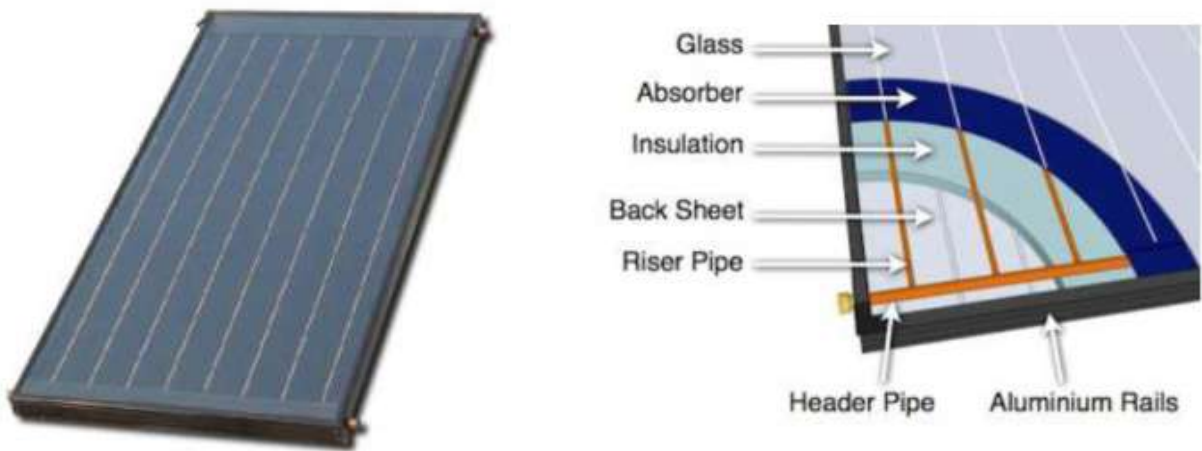 Glass
Absorber
Insulation
Back Sheet
Riser Pipe
Header Pipe
Aluminium Rails